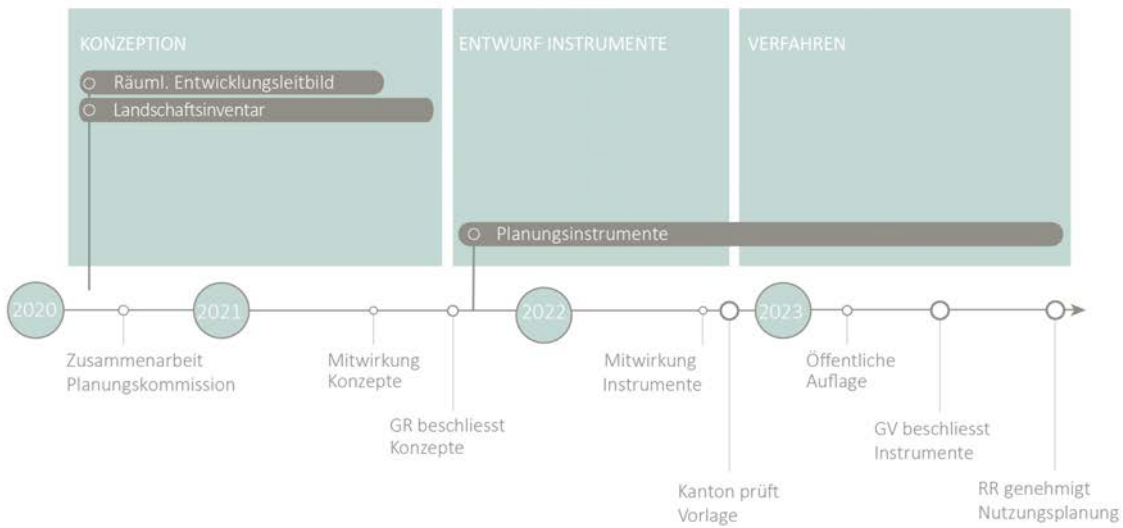 KONZEPTION
ENTWURF INSTRUMENTE
VERFAHREN
Räuml. Entwicklungsleitbild
Landschaftsinventar
Planungsinstrumente
2020
2021
2022
2023
Zusammenarbeit
Planungskommission
Mitwirkung
Konzepte
GR beschliesst
Konzepte
Mitwirkung
Instrumente
Kanton prüft
Vorlage
Öffentliche
Auflage
GV beschliesst
Instrumente
RR genehmigt
Nutzungsplanung